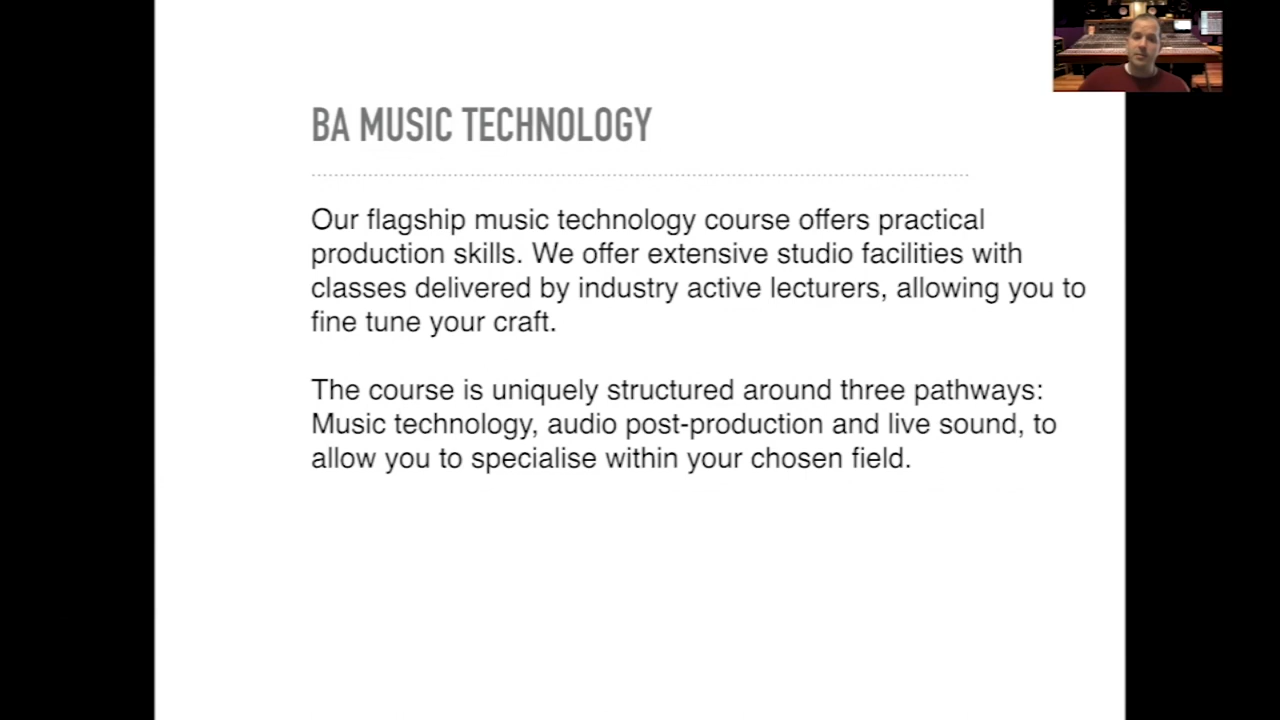 BA MUSIC TECHNOLOGY
Our flagship music technology course offers practical
production skills. We offer extensive studio facilities with
classes delivered by industry active lecturers, allowing you to
fine tune your craft.
The course is uniquely structured around three pathways:
Music technology, audio post-production and live sound, to
allow you to specialise within your chosen field.